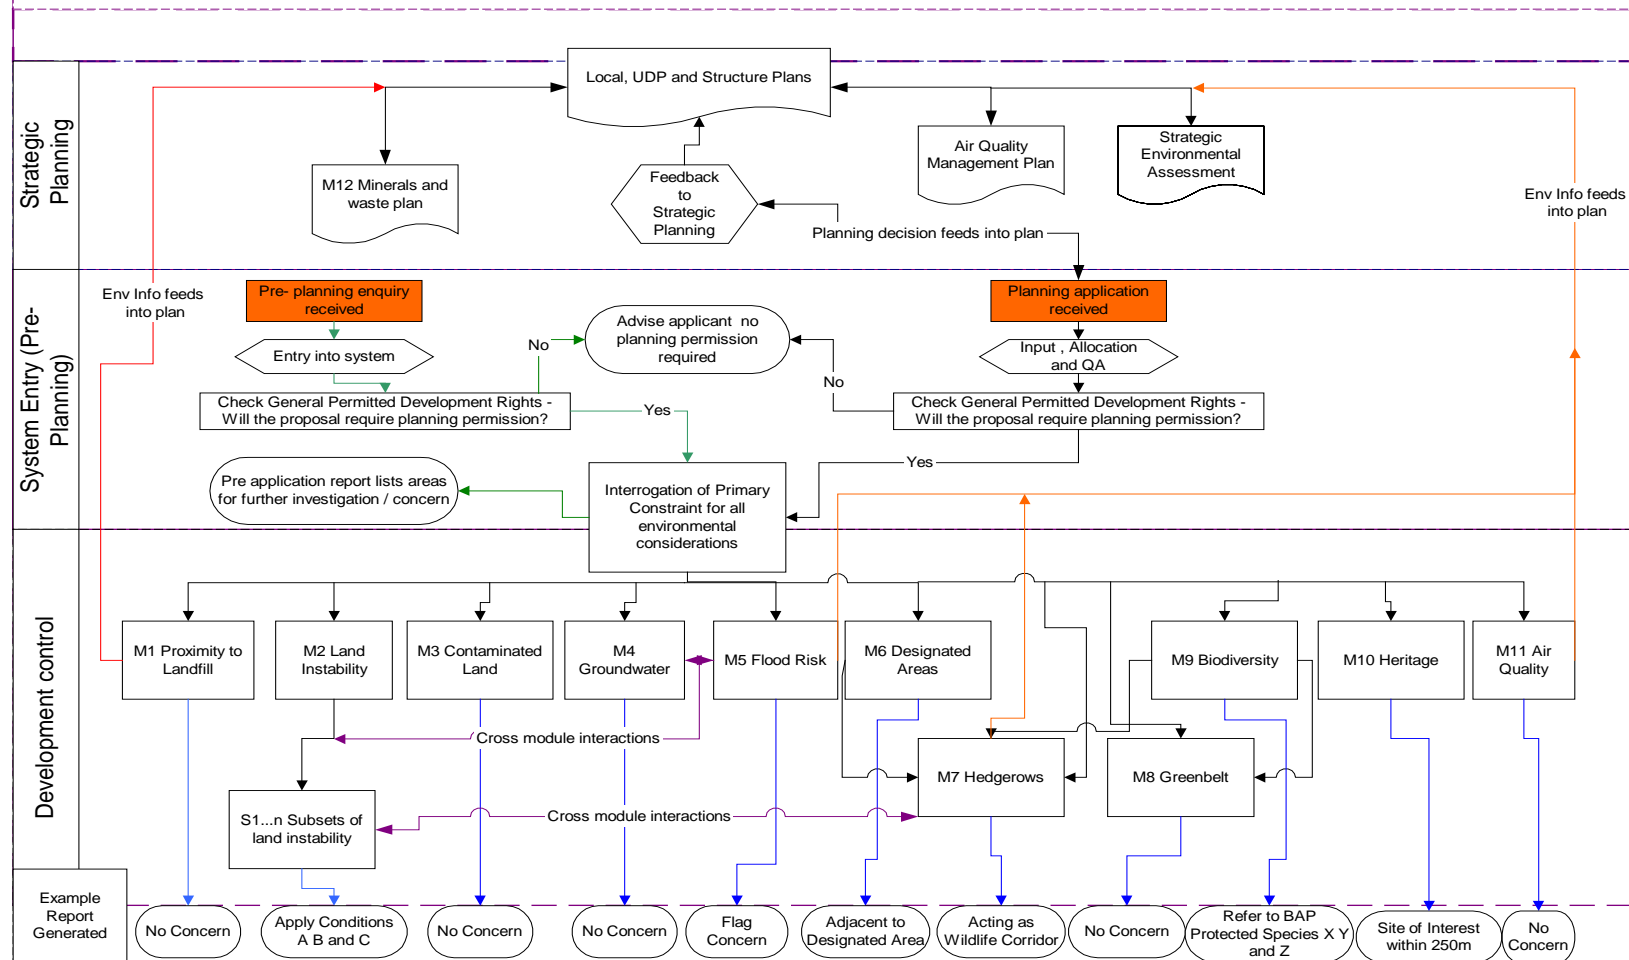 Strategic
Planning
Local, UDP and Structure Plans
M12 Minerals and
waste plan
Feedback
to
Strategic
Planning
Air Quality
Management Plan
Strategic
Environmental
Assessment
Env Info feeds
into plan
Planning decision feeds into plan
System Entry (Pre-
Planning)
Env Info feeds
into plan
Pre- planning enquiry
received
Entry into system
No
Advise applicant no
planning permission
required
Planning application
received
Input , Allocation
and QA
No
Check General Permitted Development Rights -
Will the proposal require planning permission?
Yes
Check General Permitted Development Rights -
Will the proposal require planning permission?
Yes
Pre application report lists areas
for further investigation / concern
Interrogation of Primary
Constraint for all
environmental
considerations
Development control
M1 Proximity to
Landfill
M2 Land
Instability
M3 Contaminated
Land
M4
Groundwater
M5 Flood Risk
M6 Designated
Areas
M9 Biodiversity
M10 Heritage
M11 Air
Quality
Cross module interactions
M7 Hedgerows
M8 Greenbelt
S1...n Subsets of
land instability
Cross module interactions
Example
Report
Generated
No Concern
Apply Conditions
A B and C
No Concern
No Concern
Flag
Concern
Adjacent to
Designated Area
Acting as
Wildlife Corridor
No Concern
Refer to BAP
Protected Species X Y
and Z
Site of Interest
within 250m
No
Concern